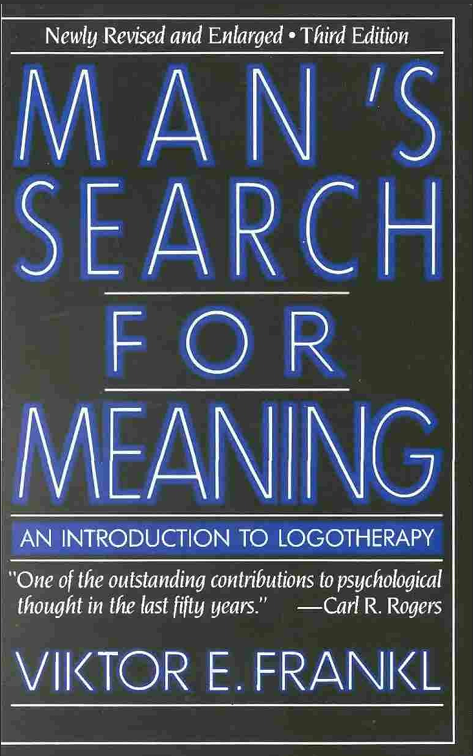 Newly Revised and Enlarged • Third Edition
MAN'S
SEARCH
FOR
MEANING
AN INTRODUCTION TO LOGOTHERAPY
"One of the outstanding contributions to psychological
thought in the last fifty years." —Carl R. Rogers
VIKTOR E. FRANKL